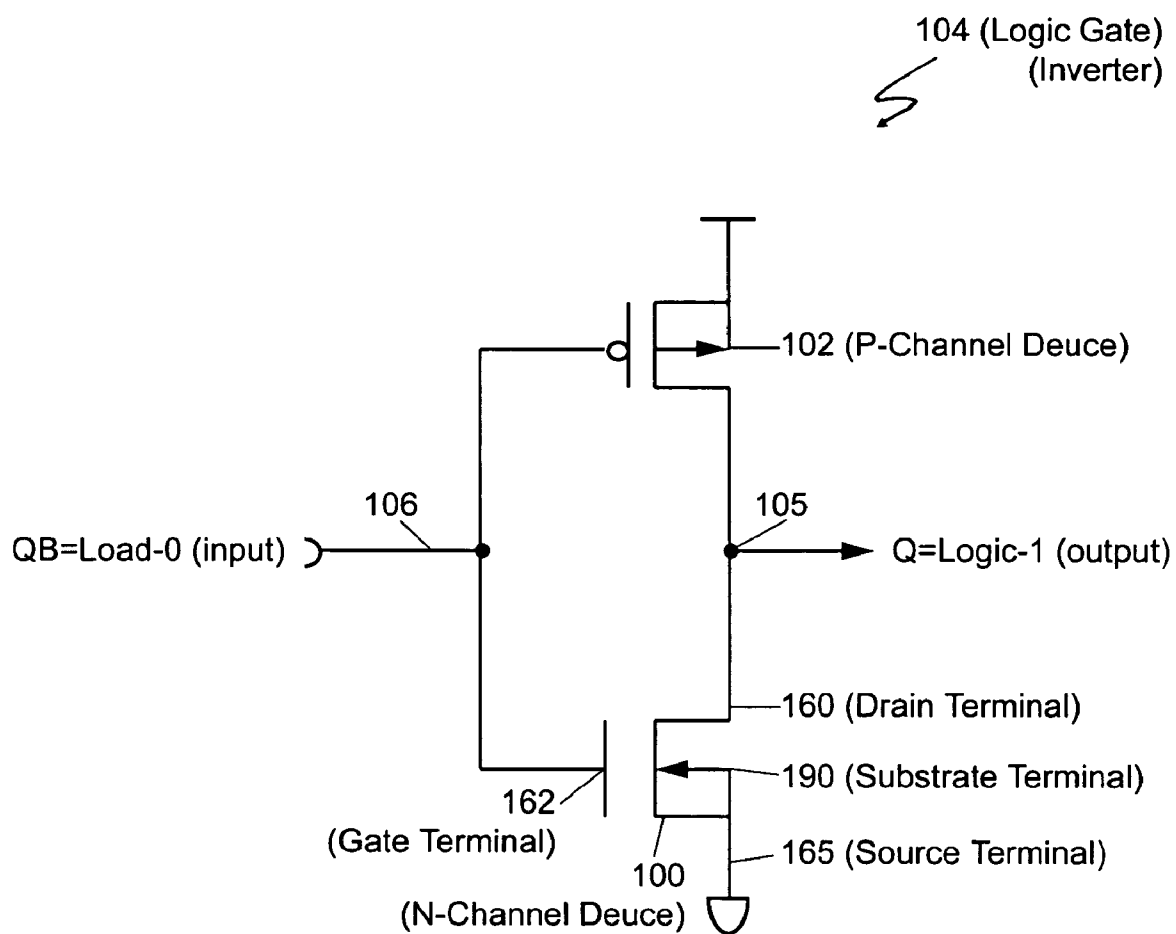 104 (Logic Gate)
(Inverter)
102 (P-Channel Deuce)
106
105
QB=Load-0 (input)
Q=Logic-1 (output)
160 (Drain Terminal)
190 (Substrate Terminal)
162
(Gate Terminal)
165 (Source Terminal)
100
(N-Channel Deuce)